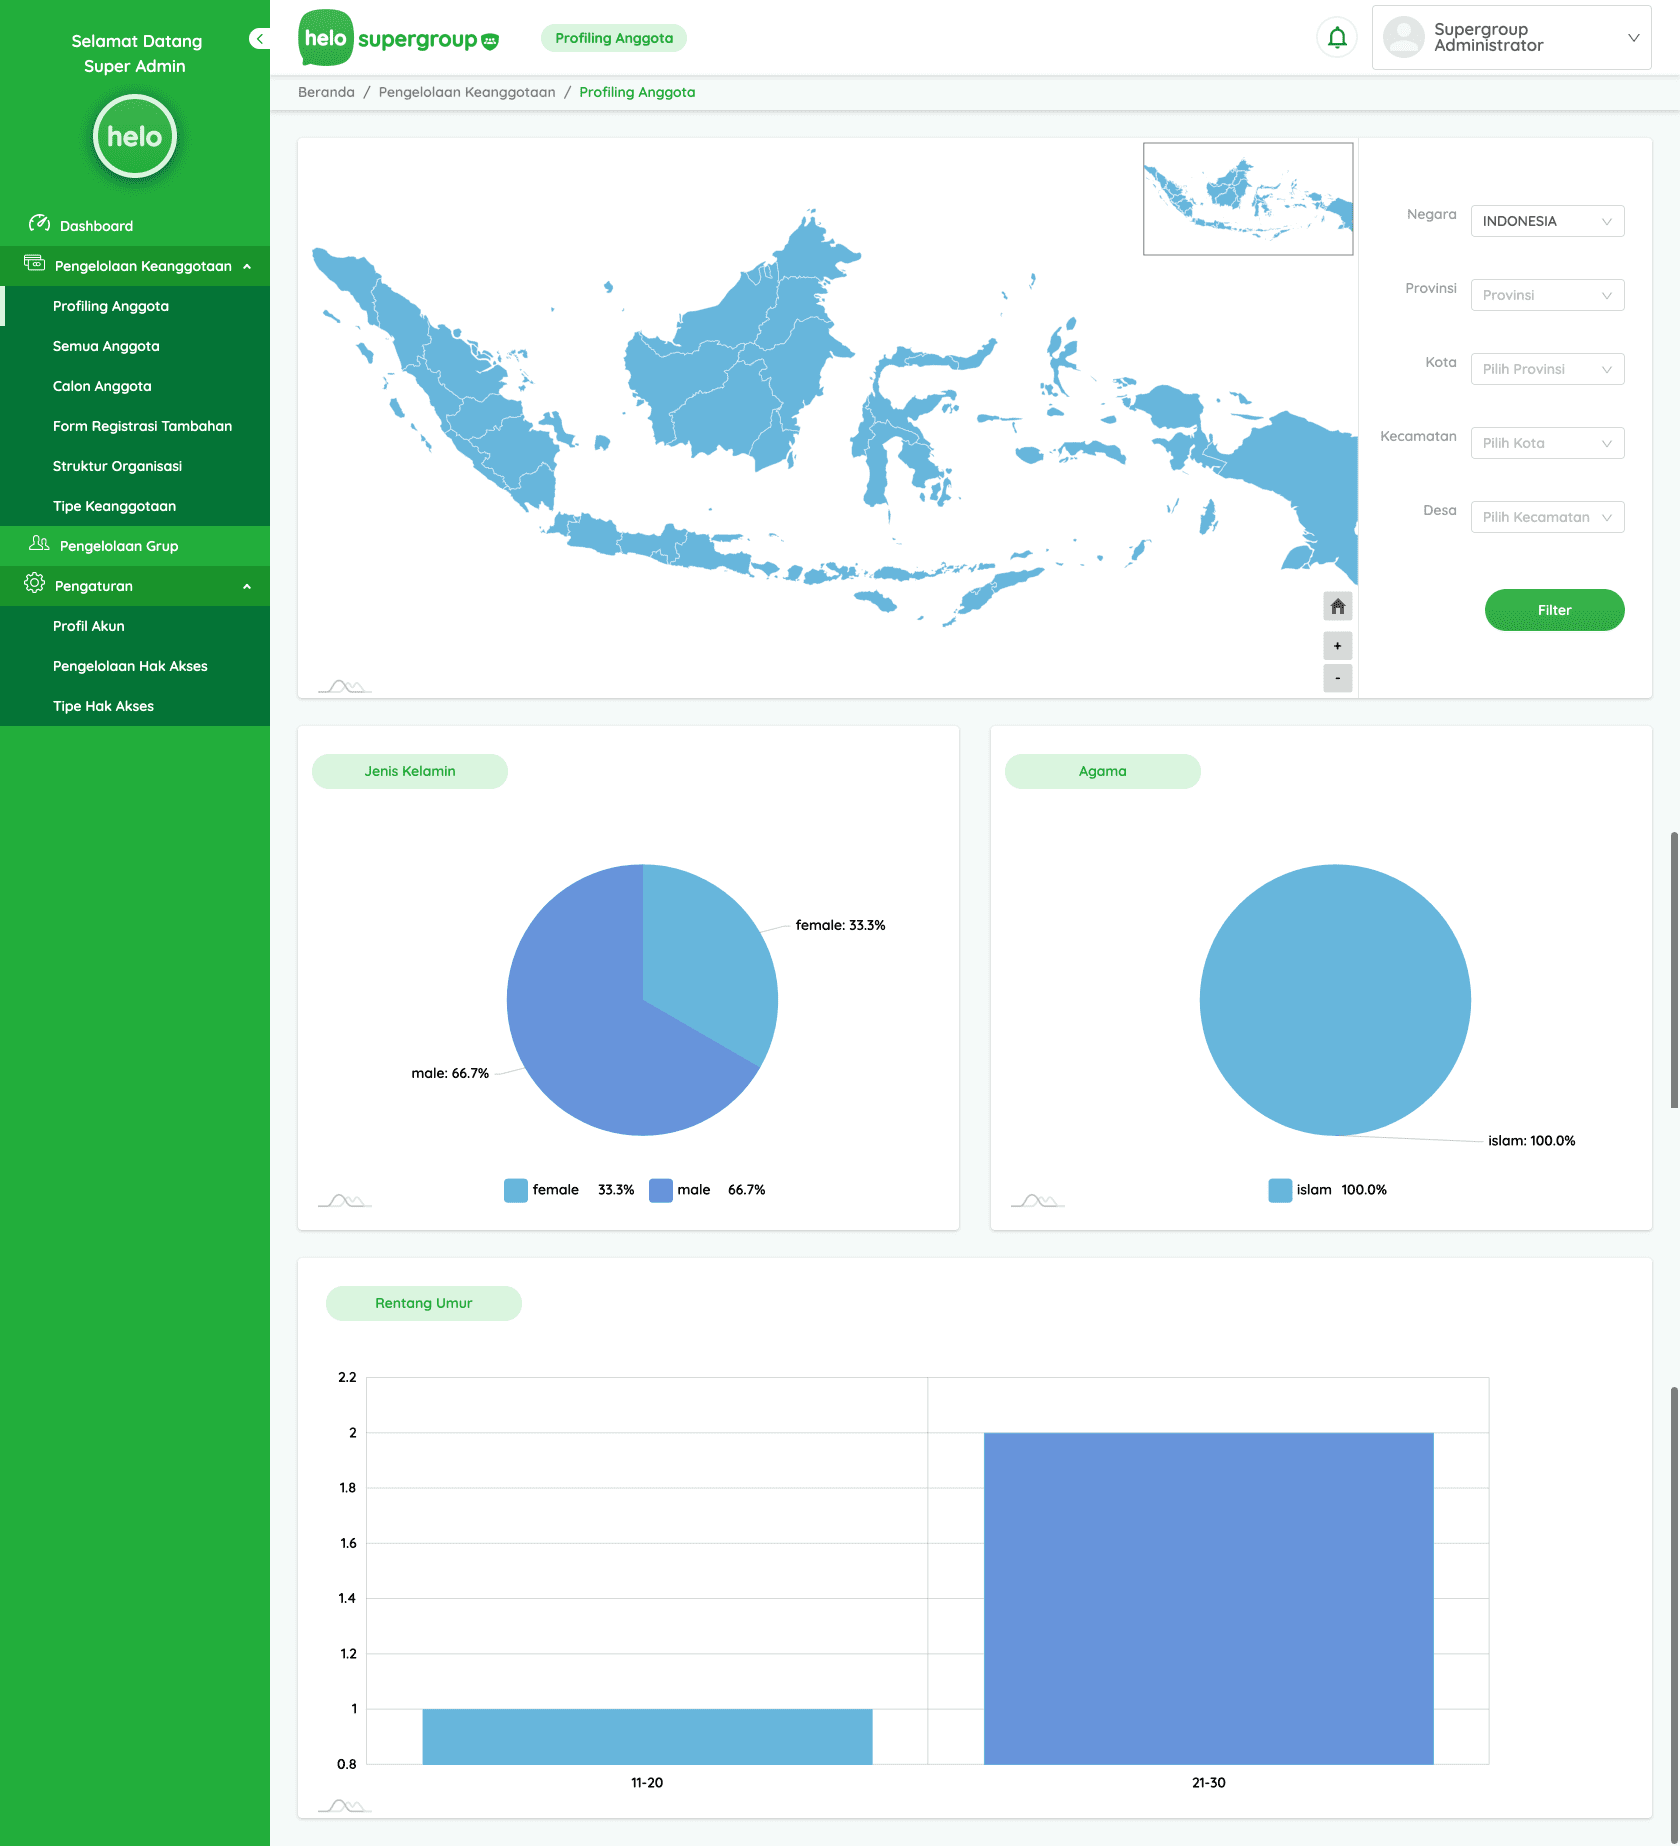 Selamat Datang
Super Admin
helo
Dashboard
Pengelolaan Keanggotaan
Profiling Anggota
Semua Anggota
Calon Anggota
Form Registrasi Tambahan
Struktur Organisasi
Tipe Keanggotaan
Pengelolaan Grup
Pengaturan
Profil Akun
Pengelolaan Hak Akses
Tipe Hak Akses
helo supergroup
Profiling Anggota
Supergroup
Administrator
Beranda / Pengelolaan Keanggotaan / Profiling Anggota
Negara INDONESIA
Provinsi Provinsi
Kota Pilih Provinsi
Kecamatan Pilih Kota
Desa Pilih Kecamatan
Filter
+
-
Jenis Kelamin
female: 33.3%
male: 66.7%
female 33.3% male 66.7%
Agama
islam: 100.0%
islam 100.0%
Rentang Umur
2.2
2
1.8
1.6
1.4
1.2
1
0.8
11-20 21-30